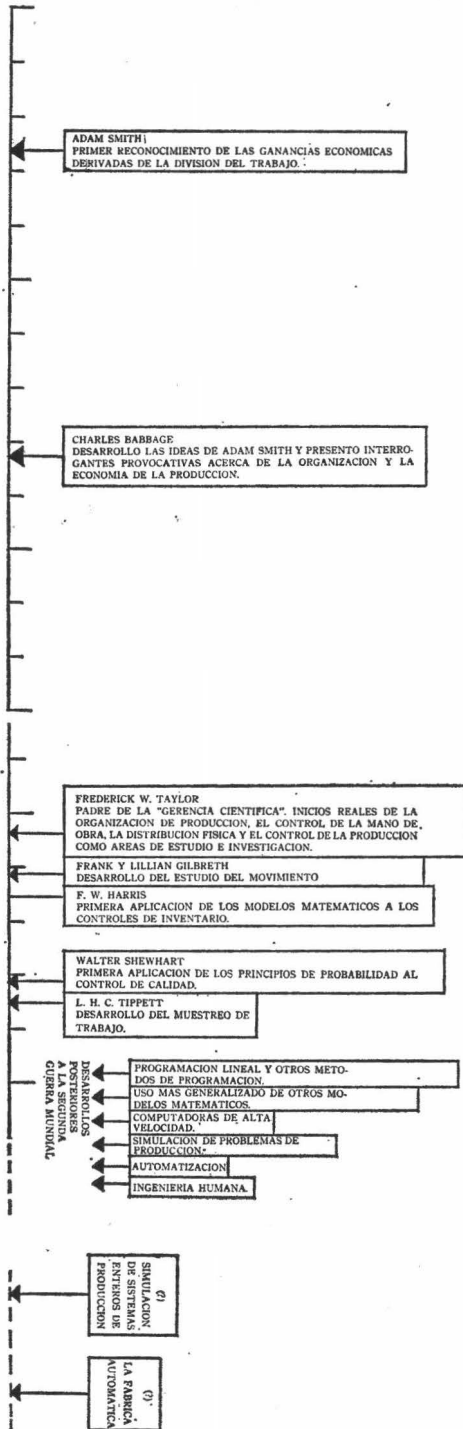 ADAM SMITH
PRIMER RECONOCIMIENTO DE LAS GANANCIAS ECONOMICAS
DERIVADAS DE LA DIVISION DEL TRABAJO.
CHARLES BABBAGE
DESARROLLO LAS IDEAS DE ADAM SMITH Y PRESENTO INTERRO-
GANTES PROVOCATIVAS ACERCA DE LA ORGANIZACION Y LA
ECONOMIA DE LA PRODUCCION.
FREDERICK W. TAYLOR
PADRE DE LA "GERENCIA CIENTIFICA". INICIOS REALES DE LA
ORGANIZACION DE PRODUCCION, EL CONTROL DE LA MANO DE
OBRA, LA DISTRIBUCION FISICA Y EL CONTROL DE LA PRODUCCION
COMO AREAS DE ESTUDIO E INVESTIGACION.
FRANK Y LILLIAN GILBRETH
DESARROLLO DEL ESTUDIO DEL MOVIMIENTO
F. W. HARRIS
PRIMERA APLICACION DE LOS MODELOS MATEMATICOS A LOS
CONTROLES DE INVENTARIO.
WALTER SHEWHART
PRIMERA APLICACION DE LOS PRINCIPIOS DE PROBABILIDAD AL
CONTROL DE CALIDAD.
L. H. C. TIPPETT
DESARROLLO DEL MUESTREO DE
TRABAJO.
DESARROLLOS
POSTERIORES
A LA SEGUNDA
GUERRA MUNDIAL
PROGRAMACION LINEAL Y OTROS METO-
DOS DE PROGRAMACION.
USO MAS GENERALIZADO DE OTROS MO-
DELOS MATEMATICOS.
COMPUTADORAS DE ALTA
VELOCIDAD.
SIMULACION DE PROBLEMAS DE
PRODUCCION.
AUTOMATIZACION
INGENIERIA HUMANA.
(?)
SIMULACION
DE SISTEMAS
ENTEROS DE
PRODUCCION
(?)
LA FABRICA
AUTOMATICA